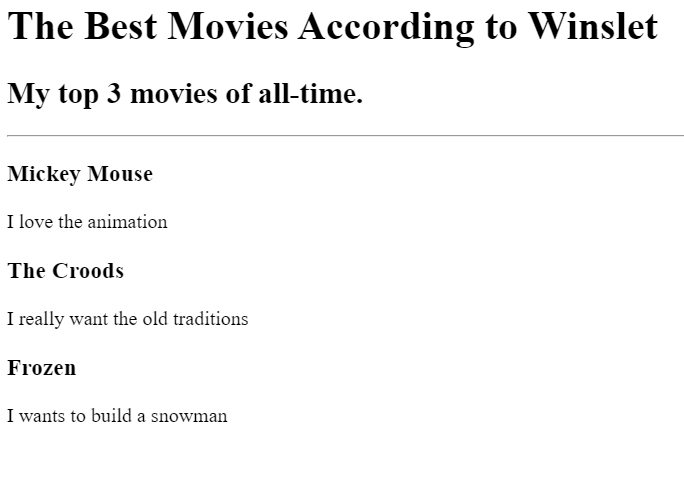 The Best Movies According to Winslet
My top 3 movies of all-time.
Mickey Mouse
I love the animation
The Croods
I really want the old traditions
Frozen
I wants to build a snowman